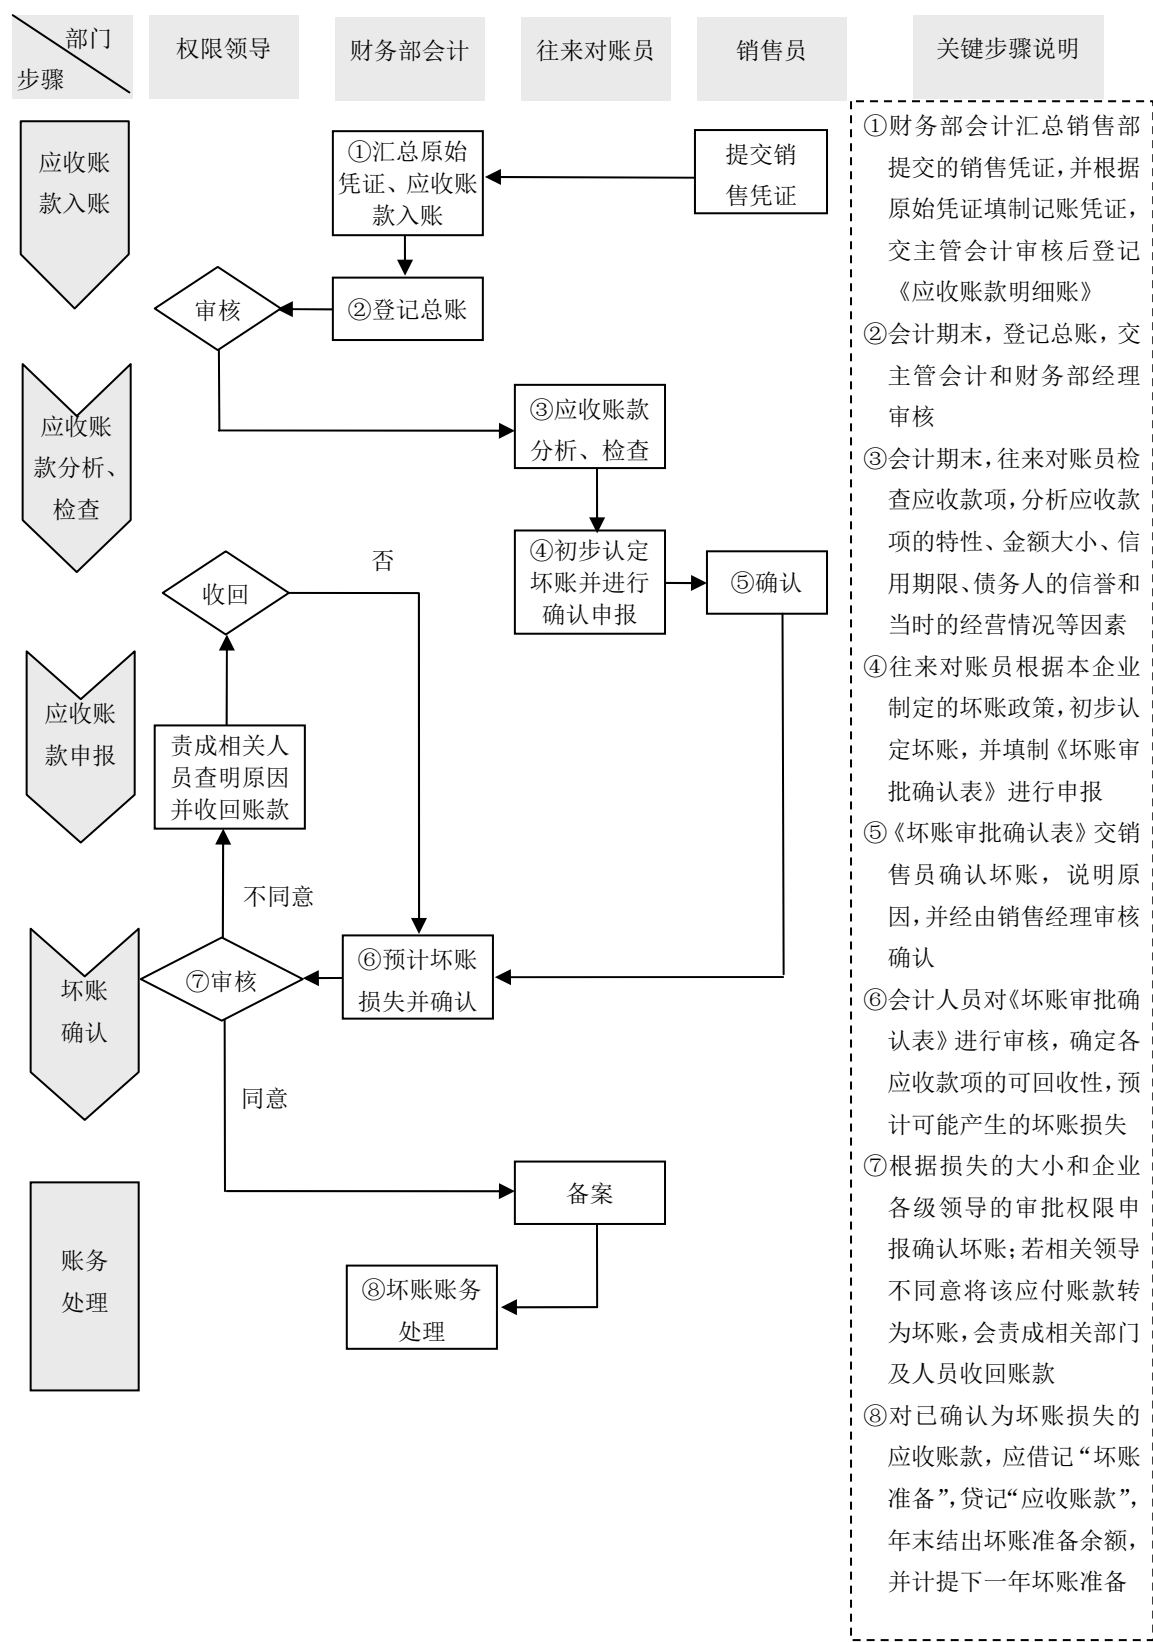 部门
步骤
权限领导
财务部会计
往来对账员
销售员
关键步骤说明
应收账
款入账
①汇总原始
凭证、应收账
款入账
提交销
售凭证
审核
②登记总账
应收账
款分析、
检查
③应收账款
分析、检查
④初步认定
坏账并进行
确认申报
⑤确认
收回
否
应收账
款申报
责成相关人
员查明原因
并收回账款
不同意
坏账
确认
⑦审核
⑥预计坏账
损失并确认
同意
备案
账务
处理
⑧坏账账务
处理
①财务部会计汇总销售部
提交的销售凭证，并根据
原始凭证填制记账凭证，
交主管会计审核后登记
《应收账款明细账》
②会计期末，登记总账，交
主管会计和财务部经理
审核
③会计期末，往来对账员检
查应收款项，分析应收款
项的特性、金额大小、信
用期限、债务人的信誉和
当时的经营情况等因素
④往来对账员根据本企业
制定的坏账政策，初步认
定坏账，并填制《坏账审
批确认表》进行申报
⑤《坏账审批确认表》交销
售员确认坏账，说明原
因，并经由销售经理审核
确认
⑥会计人员对《坏账审批确
认表》进行审核，确定各
应收款项的可回收性，预
计可能产生的坏账损失
⑦根据损失的大小和企业
各级领导的审批权限申
报确认坏账；若相关领导
不同意将该应付账款转
为坏账，会责成相关部门
及人员收回账款
⑧对已确认为坏账损失的
应收账款，应借记“坏账
准备”，贷记“应收账款”，
年末结出坏账准备余额，
并计提下一年坏账准备